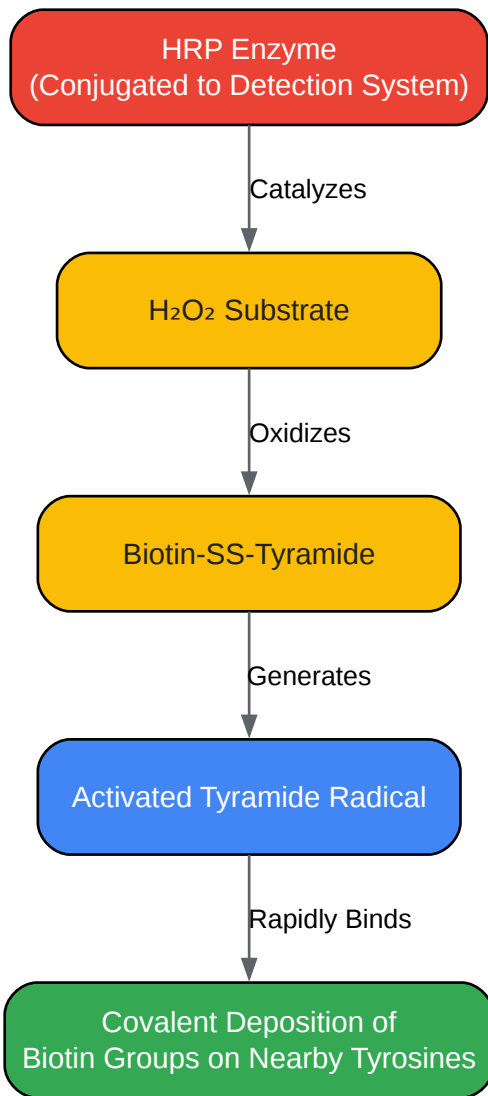 HRP Enzyme
(Conjugated to Detection System)
Catalyzes
H₂O₂ Substrate
Oxidizes
Biotin-SS-Tyramide
Generates
Activated Tyramide Radical
Rapidly Binds
Covalent Deposition of
Biotin Groups on Nearby Tyrosines